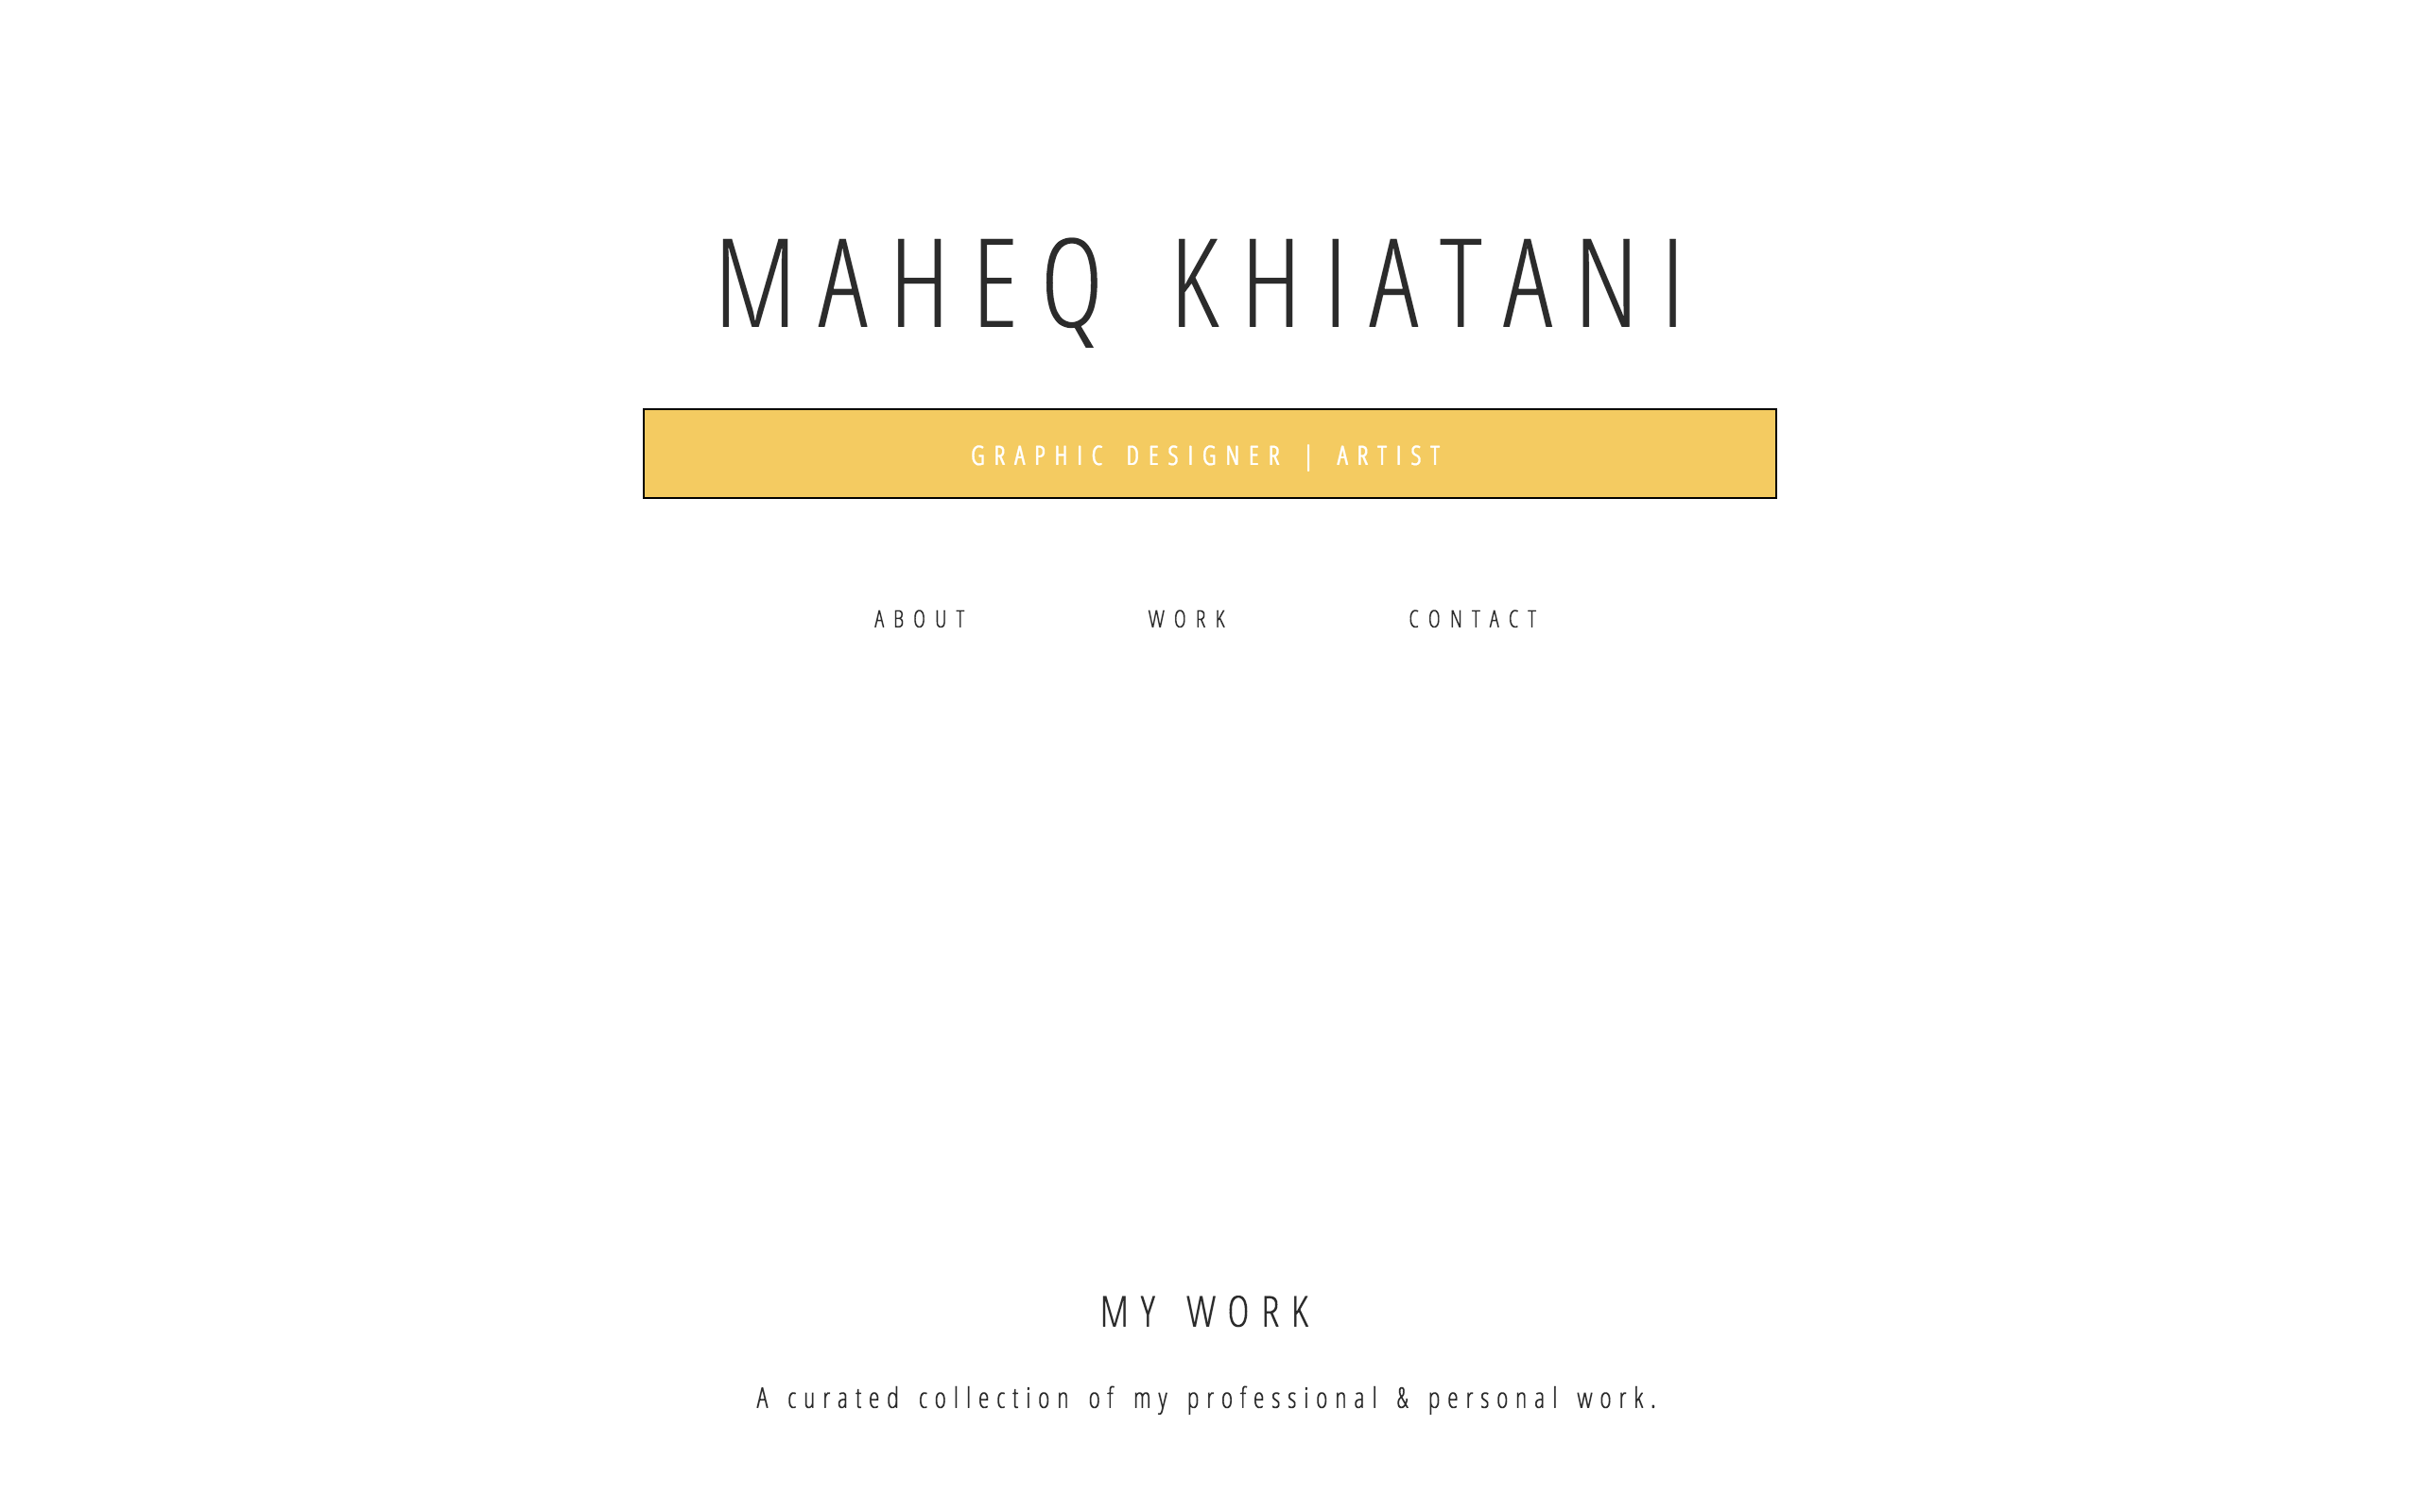 MAHEQ KHIATANI
GRAPHIC DESIGNER | ARTIST
ABOUT WORK CONTACT
MY WORK
A curated collection of my professional & personal work.